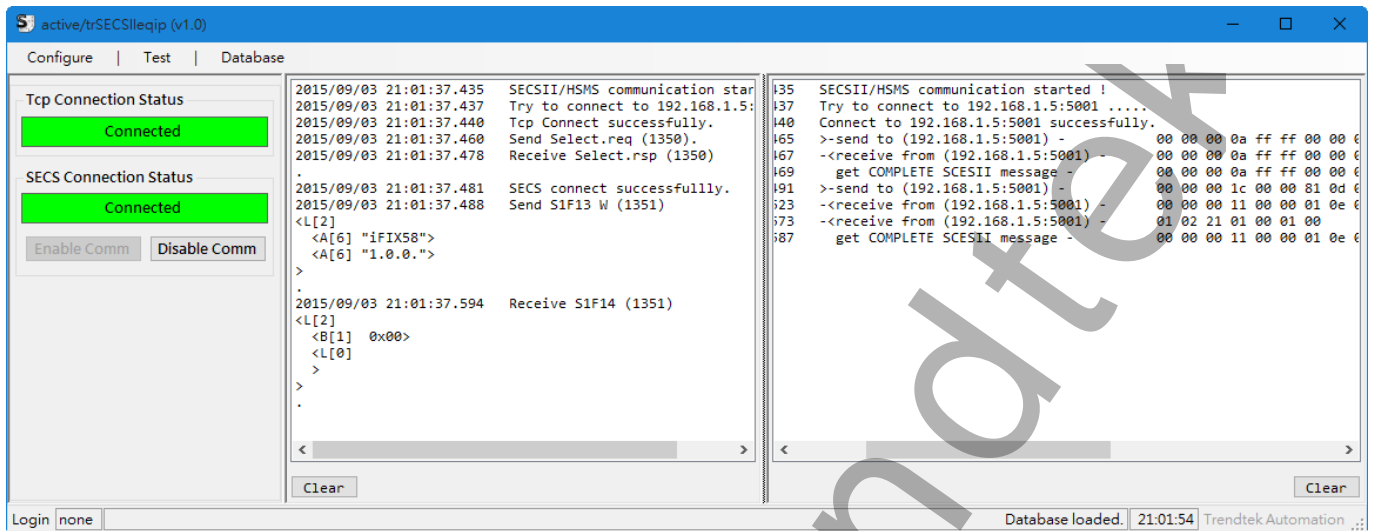 active/trSECSIIeqip (v1.0)
Configure | Test | Database
Tcp Connection Status
Connected
SECS Connection Status
Connected
Enable Comm Disable Comm
2015/09/03 21:01:37.435 SECSII/HSMS communication star
2015/09/03 21:01:37.437 Try to connect to 192.168.1.5:
2015/09/03 21:01:37.440 Tcp Connect successfully.
2015/09/03 21:01:37.460 Send Select.req (1350).
2015/09/03 21:01:37.478 Receive Select.rsp (1350)
.
2015/09/03 21:01:37.481 SECS connect successfullly.
2015/09/03 21:01:37.488 Send S1F13 W (1351)
<L[2]
<A[6] "iFIX58">
<A[6] "1.0.0.">
>
.
2015/09/03 21:01:37.594 Receive S1F14 (1351)
<L[2]
<B[1] 0x00>
<L[0]
>
>
.
Clear
435 SECSII/HSMS communication started !
437 Try to connect to 192.168.1.5:5001 .....
440 Connect to 192.168.1.5:5001 successfully.
465 >-send to (192.168.1.5:5001) - 00 00 00 0a ff ff 00 00
467 -<receive from (192.168.1.5:5001) - 00 00 00 0a ff ff 00 00
469 get COMPLETE SCESII message - 00 00 00 0a ff ff 00 00
491 >-send to (192.168.1.5:5001) - 00 00 00 1c 00 00 81 0d
523 -<receive from (192.168.1.5:5001) - 00 00 00 11 00 00 01 0e
573 -<receive from (192.168.1.5:5001) - 01 02 21 01 00 01 00
587 get COMPLETE SCESII message - 00 00 00 11 00 00 01 0e
Clear
Login none
Database loaded. 21:01:54 Trendtek Automation
ndtek